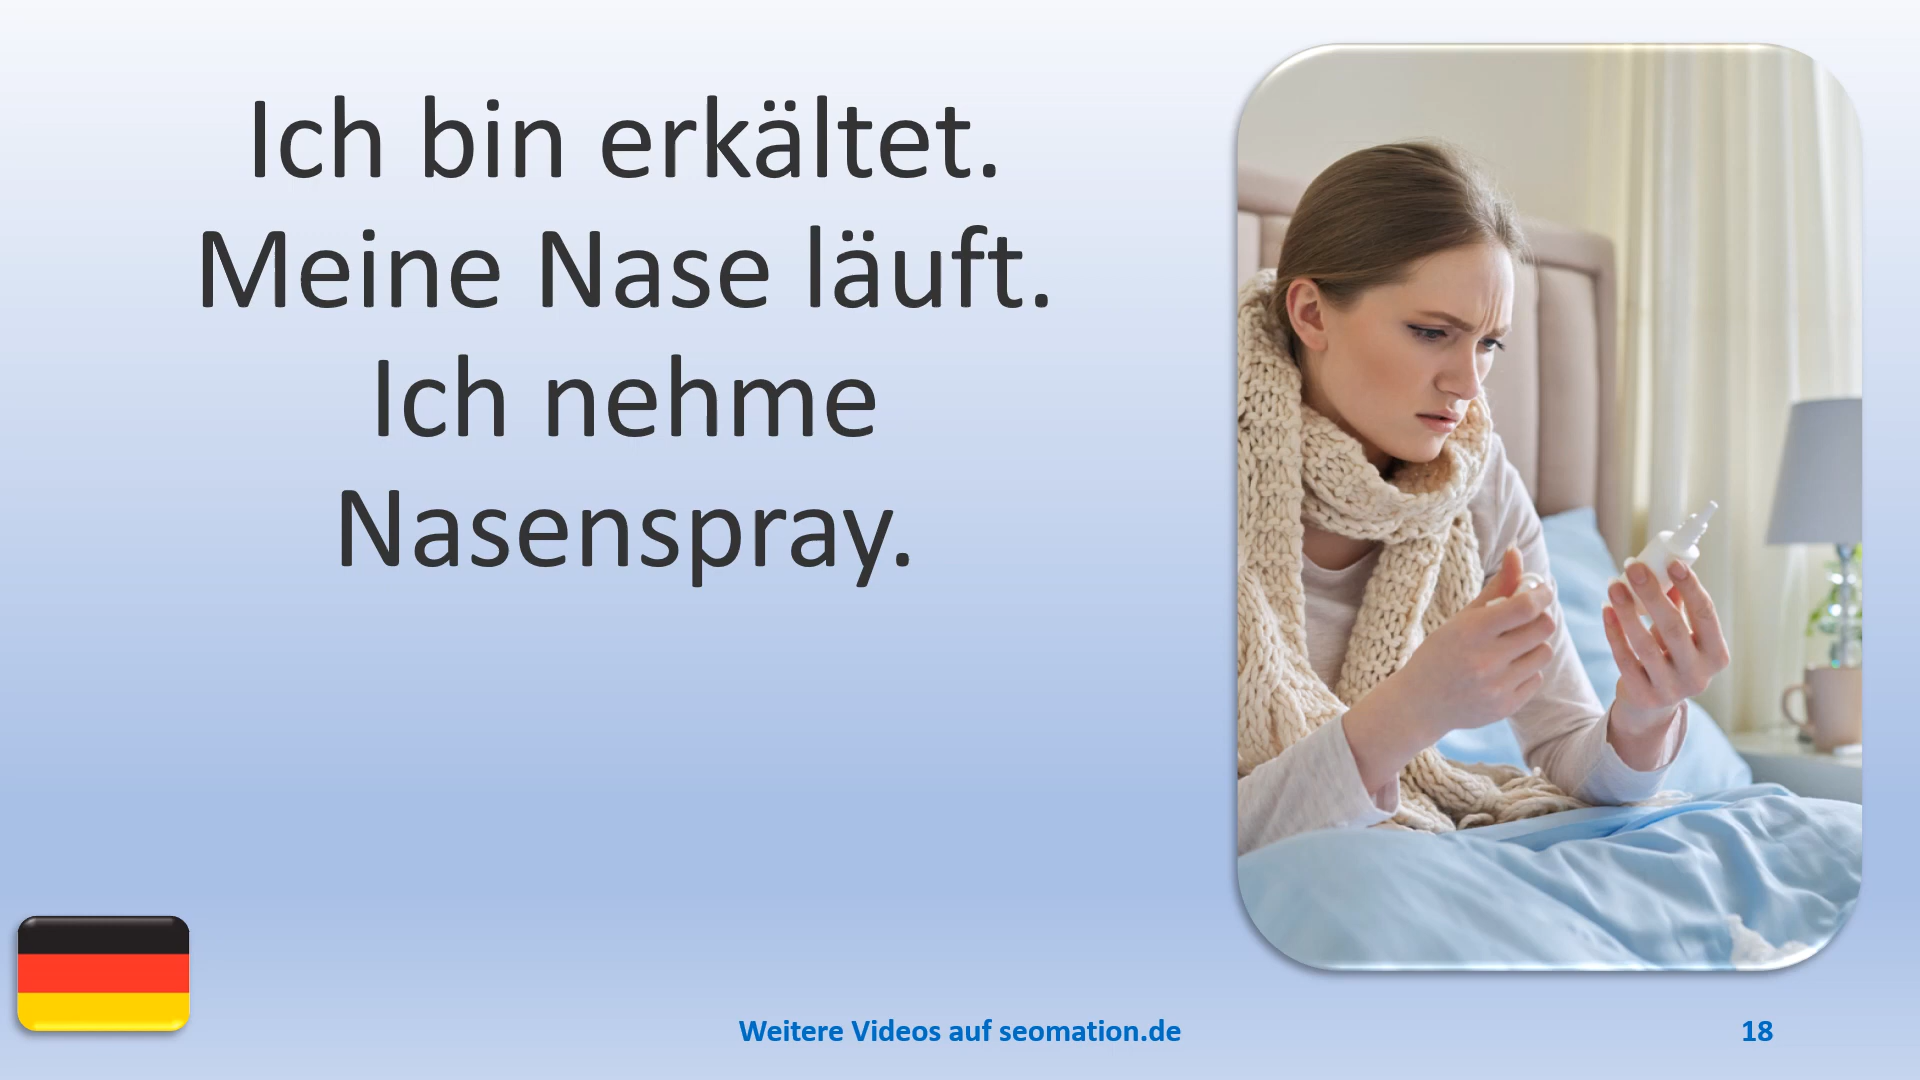 Ich bin erkältet.
Meine Nase läuft.
Ich nehme
Nasenspray.
Weitere Videos auf seomation.de
18